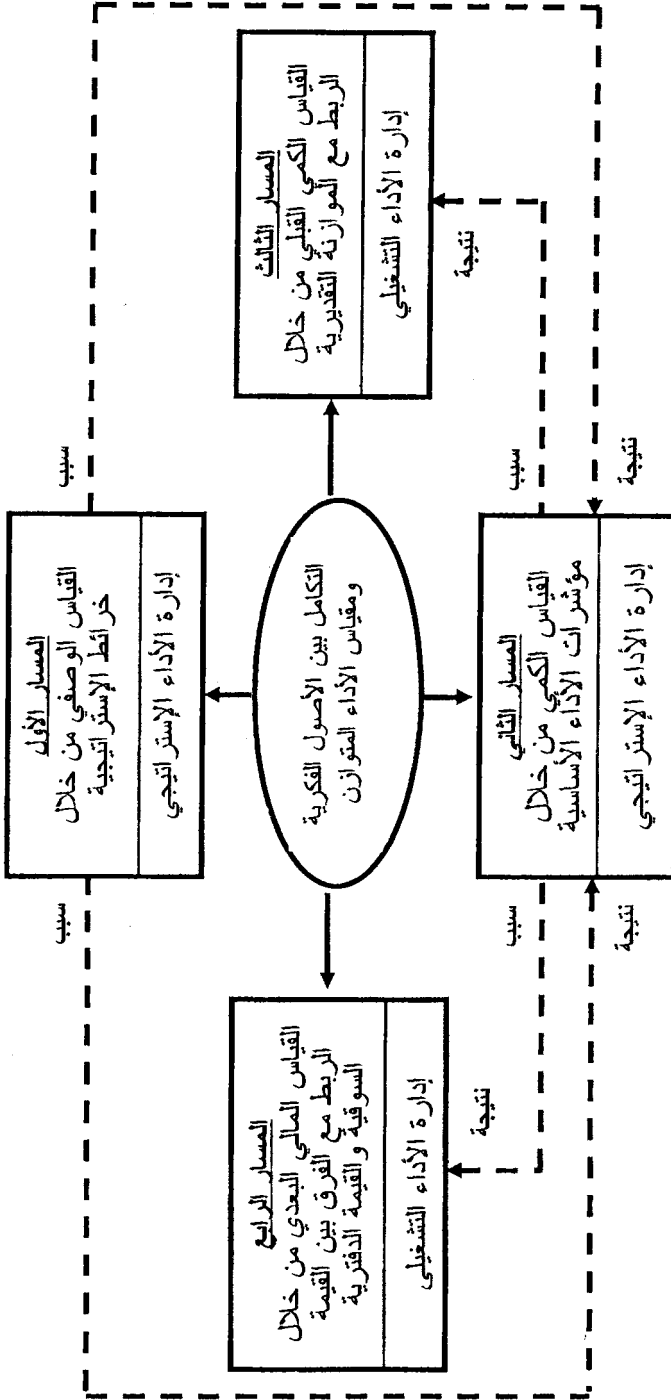 المسار الأول
القياس الوصفي من خلال
خرائط الإستراتيجية
إدارة الأداء الإستراتيجي
سبب
سبب
المسار الثالث
القياس الكمي القبلي من خلال
الربط مع الموازنة التقديرية
إدارة الأداء التشغيلي
نتيجة
التكامل بين الأصول الفكرية
ومقياس الأداء المتوازن
المسار الرابع
القياس المالي البعدي من خلال
الربط مع الفرق بين القيمة
السوقية والقيمة الدفترية
إدارة الأداء التشغيلي
نتيجة
سبب
نتيجة
المسار الثاني
القياس الكمي من خلال
مؤشرات الأداء الأساسية
إدارة الأداء الإستراتيجي
سبب
نتيجة